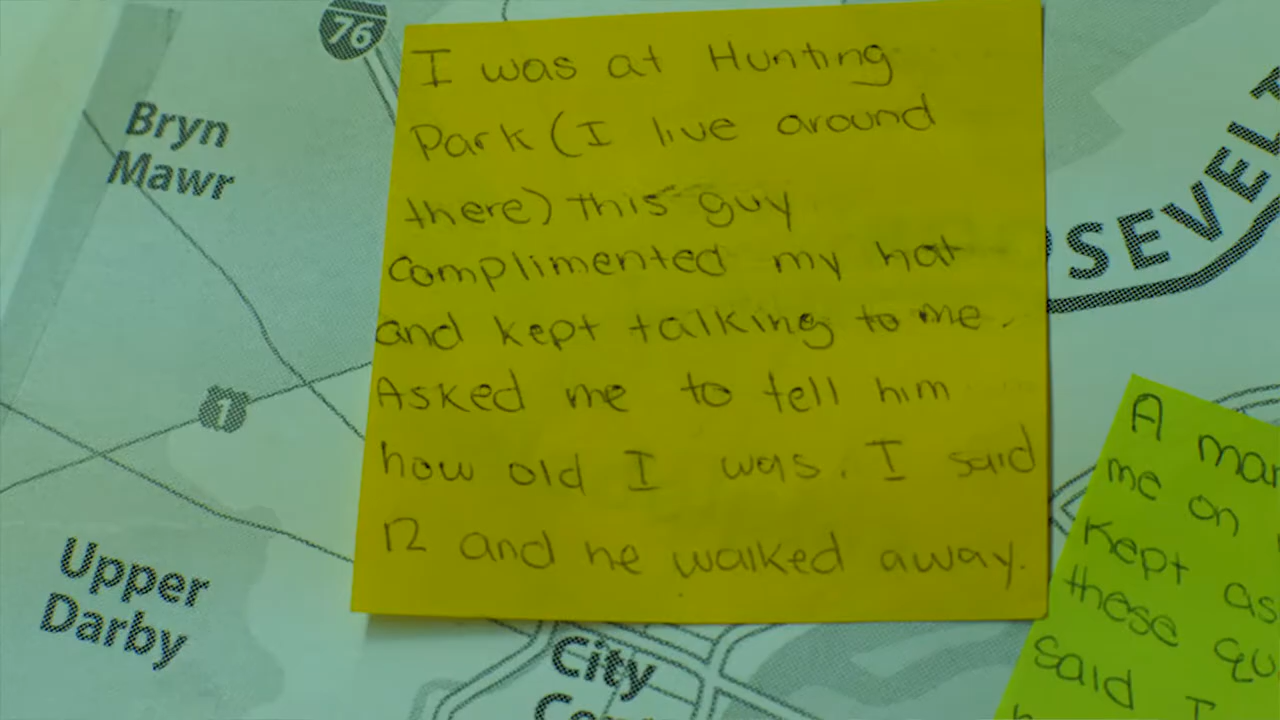 76
Bryn
Mawr
I was at Hunting
Park (I live around
there) this guy
complimented my hat
and kept talking to me.
Asked me to tell him
how old I was. I said
12 and he walked away.
SEVELT
1
A man
me on
kept as
these qu
said I
Upper
Darby
City